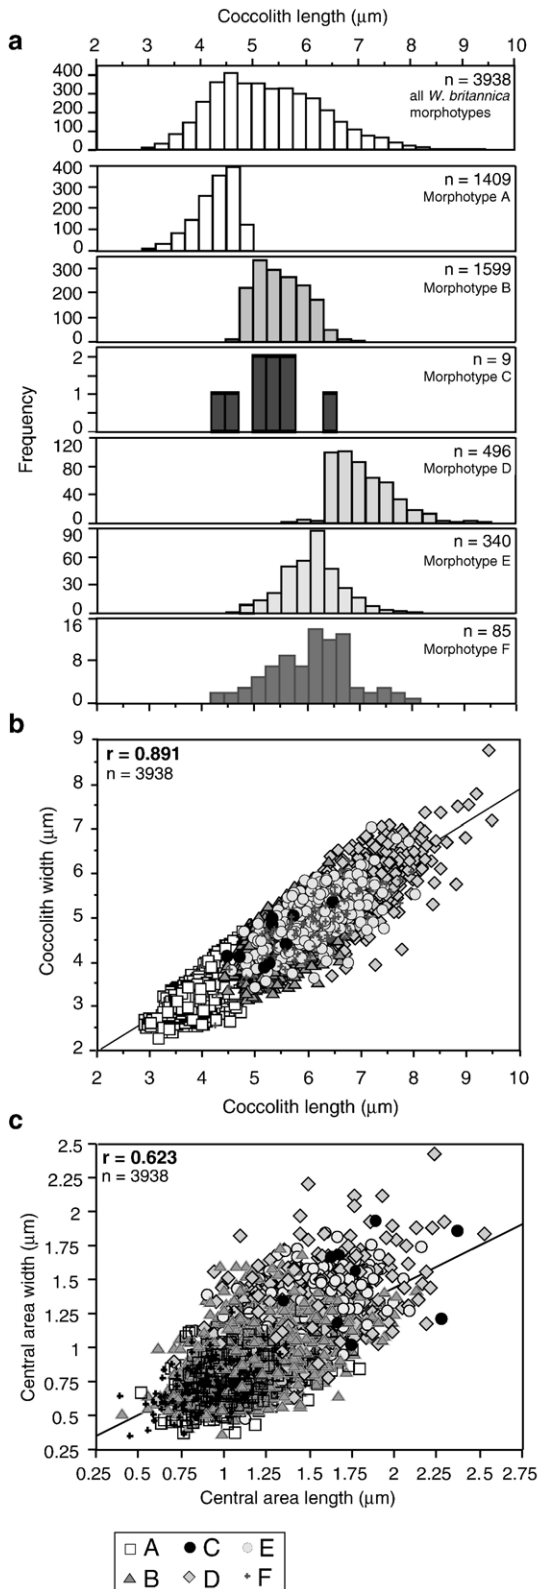 Coccolith length (μm)
a
2 3 4 5 6 7 8 9 10
400
300
200
100
0
n = 3938
all W. britannica
morphotypes
400
300
200
100
0
n = 1409
Morphotype A
300
200
100
0
n = 1599
Morphotype B
2
1
0
n = 9
Morphotype C
Frequency
120
80
40
0
n = 496
Morphotype D
90
60
30
0
n = 340
Morphotype E
16
8
0
n = 85
Morphotype F
b
9
8
7
6
5
4
3
2
r = 0.891
n = 3938
Coccolith width (μm)
2 3 4 5 6 7 8 9 10
Coccolith length (μm)
c
2.5
2.25
2
1.75
1.5
1.25
1
0.75
0.5
0.25
r = 0.623
n = 3938
Central area width (μm)
0.25 0.5 0.75 1 1.25 1.5 1.75 2 2.25 2.5 2.75
Central area length (μm)
A C E
B D F